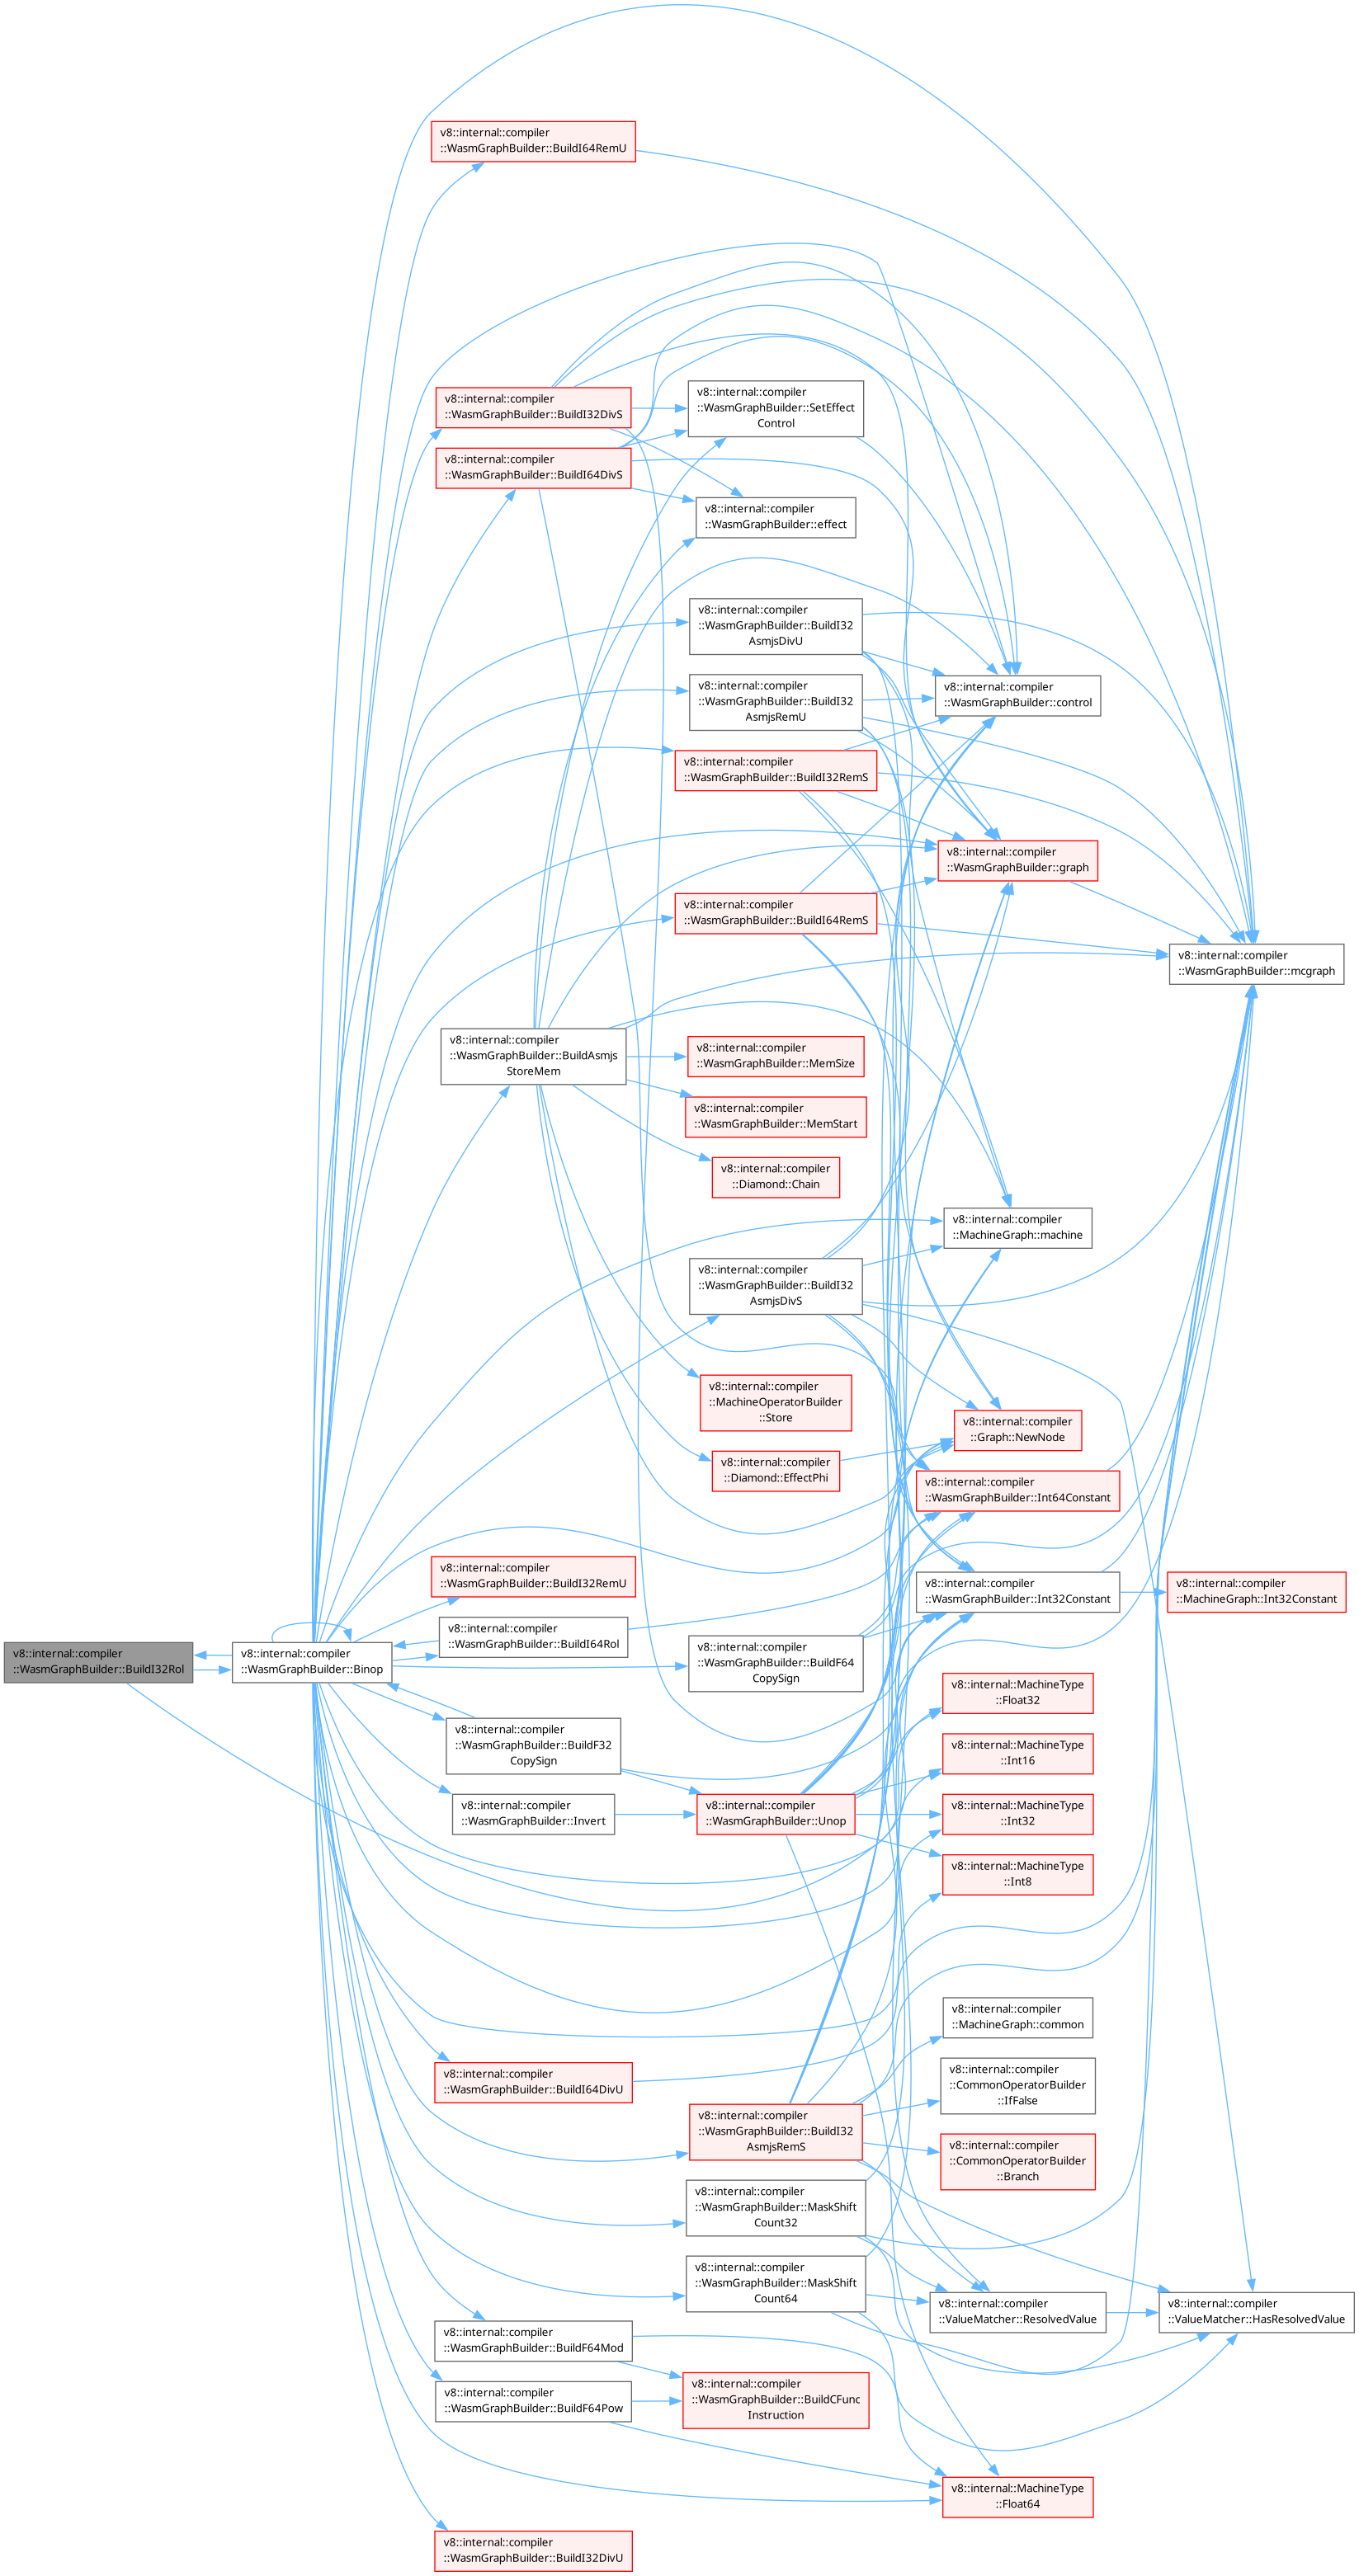 v8::internal::compiler
::WasmGraphBuilder::BuildI64RemU
v8::internal::compiler
::WasmGraphBuilder::BuildI32DivS
v8::internal::compiler
::WasmGraphBuilder::SetEffect
Control
v8::internal::compiler
::WasmGraphBuilder::BuildI64DivS
v8::internal::compiler
::WasmGraphBuilder::effect
v8::internal::compiler
::WasmGraphBuilder::BuildI32
AsmjsDivU
v8::internal::compiler
::WasmGraphBuilder::BuildI32
AsmjsRemU
v8::internal::compiler
::WasmGraphBuilder::control
v8::internal::compiler
::WasmGraphBuilder::BuildI32RemS
v8::internal::compiler
::WasmGraphBuilder::graph
v8::internal::compiler
::WasmGraphBuilder::BuildI64RemS
v8::internal::compiler
::WasmGraphBuilder::mcgraph
v8::internal::compiler
::WasmGraphBuilder::BuildAsmjs
StoreMem
v8::internal::compiler
::WasmGraphBuilder::MemSize
v8::internal::compiler
::WasmGraphBuilder::MemStart
v8::internal::compiler
::Diamond::Chain
v8::internal::compiler
::MachineGraph::machine
v8::internal::compiler
::WasmGraphBuilder::BuildI32
AsmjsDivS
v8::internal::compiler
::MachineOperatorBuilder
::Store
v8::internal::compiler
::Graph::NewNode
v8::internal::compiler
::Diamond::EffectPhi
v8::internal::compiler
::WasmGraphBuilder::Int64Constant
v8::internal::compiler
::WasmGraphBuilder::BuildI32RemU
v8::internal::compiler
::WasmGraphBuilder::Int32Constant
v8::internal::compiler
::MachineGraph::Int32Constant
v8::internal::compiler
::WasmGraphBuilder::BuildI32Rol
v8::internal::compiler
::WasmGraphBuilder::Binop
v8::internal::compiler
::WasmGraphBuilder::BuildI64Rol
v8::internal::compiler
::WasmGraphBuilder::BuildF64
CopySign
v8::internal::MachineType
::Float32
v8::internal::compiler
::WasmGraphBuilder::BuildF32
CopySign
v8::internal::MachineType
::Int16
v8::internal::compiler
::WasmGraphBuilder::Invert
v8::internal::compiler
::WasmGraphBuilder::Unop
v8::internal::MachineType
::Int32
v8::internal::MachineType
::Int8
v8::internal::compiler
::MachineGraph::common
v8::internal::compiler
::WasmGraphBuilder::BuildI64DivU
v8::internal::compiler
::CommonOperatorBuilder
::IfFalse
v8::internal::compiler
::WasmGraphBuilder::BuildI32
AsmjsRemS
v8::internal::compiler
::CommonOperatorBuilder
::Branch
v8::internal::compiler
::WasmGraphBuilder::MaskShift
Count32
v8::internal::compiler
::WasmGraphBuilder::MaskShift
Count64
v8::internal::compiler
::ValueMatcher::ResolvedValue
v8::internal::compiler
::ValueMatcher::HasResolvedValue
v8::internal::compiler
::WasmGraphBuilder::BuildF64Mod
v8::internal::compiler
::WasmGraphBuilder::BuildF64Pow
v8::internal::compiler
::WasmGraphBuilder::BuildCFunc
Instruction
v8::internal::MachineType
::Float64
v8::internal::compiler
::WasmGraphBuilder::BuildI32DivU